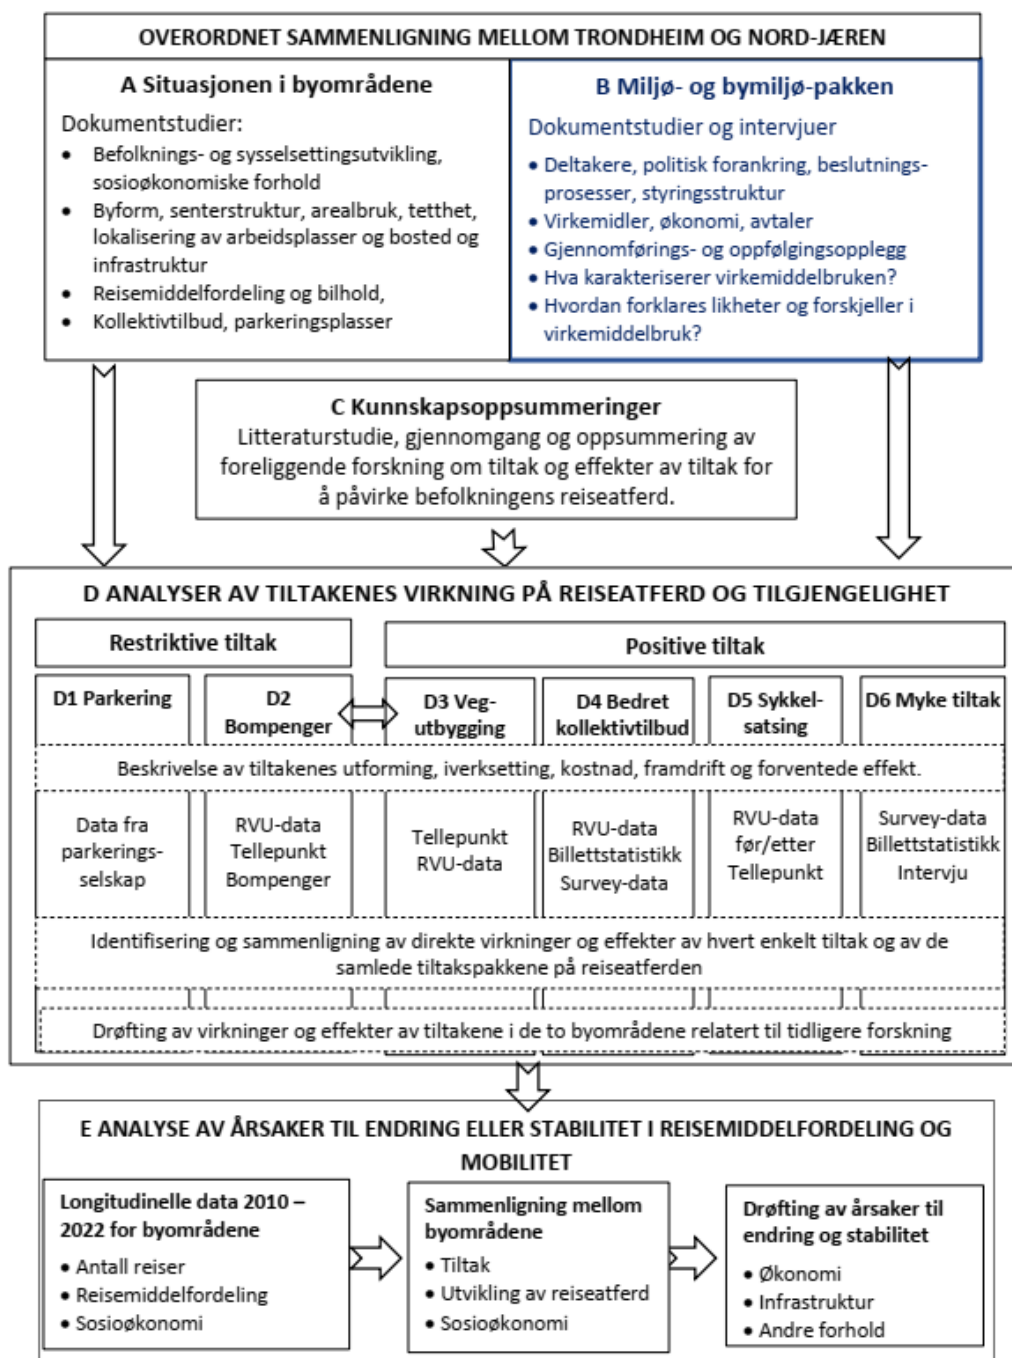 OVERORDNET SAMMENLIGNING MELLOM TRONDHEIM OG NORD-JÆREN
A Situasjonen i byområdene
Dokumentstudier:
• Befolknings- og sysselsettingsutvikling,
sosioøkonomiske forhold
• Byform, senterstruktur, arealbruk, tetthet,
lokalisering av arbeidsplasser og bosted og
infrastruktur
• Reisemiddelfordeling og bilhold,
• Kollektivtilbud, parkeringsplasser
B Miljø- og bymiljø-pakken
Dokumentstudier og intervjuer
• Deltakere, politisk forankring, beslutnings-
prosesser, styringsstruktur
• Virkemidler, økonomi, avtaler
• Gjennomførings- og oppfølgingsopplegg
• Hva karakteriserer virkemiddelbruken?
• Hvordan forklares likheter og forskjeller i
virkemiddelbruk?
C Kunnskapsoppsummeringer
Litteraturstudie, gjennomgang og oppsummering av
foreliggende forskning om tiltak og effekter av tiltak for
å påvirke befolkningens reiseatferd.
D ANALYSER AV TILTAKENES VIRKNING PÅ REISEATFERD OG TILGJENGELIGHET
Restriktive tiltak
Positive tiltak
D1 Parkering
D2
Bompenger
D3 Veg-
utbygging
D4 Bedret
kollektivtilbud
D5 Sykkel-
satsing
D6 Myke tiltak
Beskrivelse av tiltakenes utforming, iverksetting, kostnad, framdrift og forventede effekt.
Data fra
parkerings-
selskap
RVU-data
Tellepunkt
Bompenger
Tellepunkt
RVU-data
RVU-data
Billettstatistikk
Survey-data
RVU-data
før/etter
Tellepunkt
Survey-data
Billettstatistikk
Intervju
Identifisering og sammenligning av direkte virkninger og effekter av hvert enkelt tiltak og av de
samlede tiltakspakkene på reiseatferden
Drøfting av virkninger og effekter av tiltakene i de to byområdene relatert til tidligere forskning
E ANALYSE AV ÅRSAKER TIL ENDRING ELLER STABILITET I REISEMIDDELFORDELING OG
MOBILITET
Longitudinelle data 2010 –
2022 for byområdene
• Antall reiser
• Reisemiddelfordeling
• Sosioøkonomi
Sammenligning mellom
byområdene
• Tiltak
• Utvikling av reiseatferd
• Sosioøkonomi
Drøfting av årsaker til
endring og stabilitet
• Økonomi
• Infrastruktur
• Andre forhold